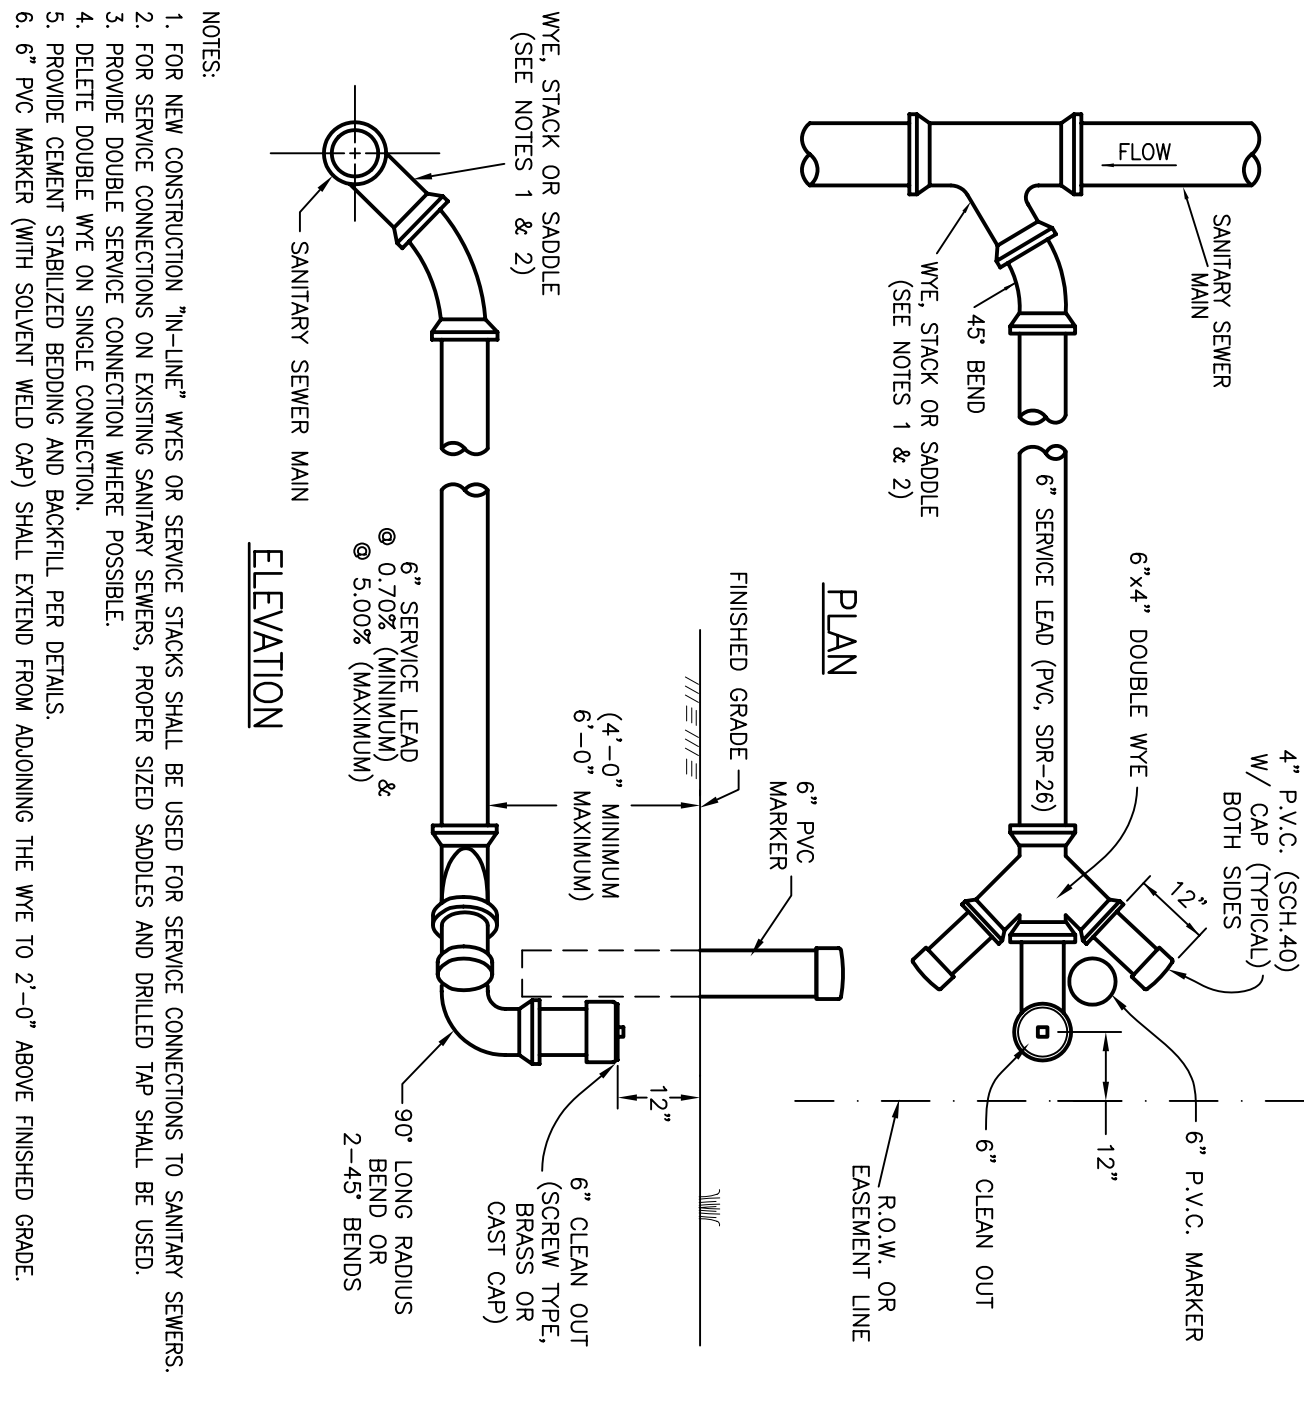 4" P.V.C. (SCH.40)
W/ CAP (TYPICAL)
BOTH SIDES
12"
6"x4" DOUBLE WYE
SANITARY SEWER
MAIN
FLOW
6" P.V.C. MARKER
12"
6" SERVICE LEAD (PVC, SDR-26)
45° BEND
6" CLEAN OUT
WYE, STACK OR SADDLE
(SEE NOTES 1 & 2)
R.O.W. OR
EASEMENT LINE
PLAN
6" PVC
MARKER
FINISHED GRADE
12"
(4'-0" MINIMUM
6'-0" MAXIMUM)
6" CLEAN OUT
(SCREW TYPE,
BRASS OR
CAST CAP)
WYE, STACK OR SADDLE
(SEE NOTES 1 & 2)
6" SERVICE LEAD
@ 0.70% (MINIMUM) &
@ 5.00% (MAXIMUM)
90° LONG RADIUS
BEND OR
2-45° BENDS
SANITARY SEWER MAIN
ELEVATION
NOTES:
1. FOR NEW CONSTRUCTION "IN-LINE" WYES OR SERVICE STACKS SHALL BE USED FOR SERVICE CONNECTIONS TO SANITARY SEWERS.
2. FOR SERVICE CONNECTIONS ON EXISTING SANITARY SEWERS, PROPER SIZED SADDLES AND DRILLED TAP SHALL BE USED.
3. PROVIDE DOUBLE SERVICE CONNECTION WHERE POSSIBLE.
4. DELETE DOUBLE WYE ON SINGLE CONNECTION.
5. PROVIDE CEMENT STABILIZED BEDDING AND BACKFILL PER DETAILS.
6. 6" PVC MARKER (WITH SOLVENT WELD CAP) SHALL EXTEND FROM ADJOINING THE WYE TO 2'-0" ABOVE FINISHED GRADE.